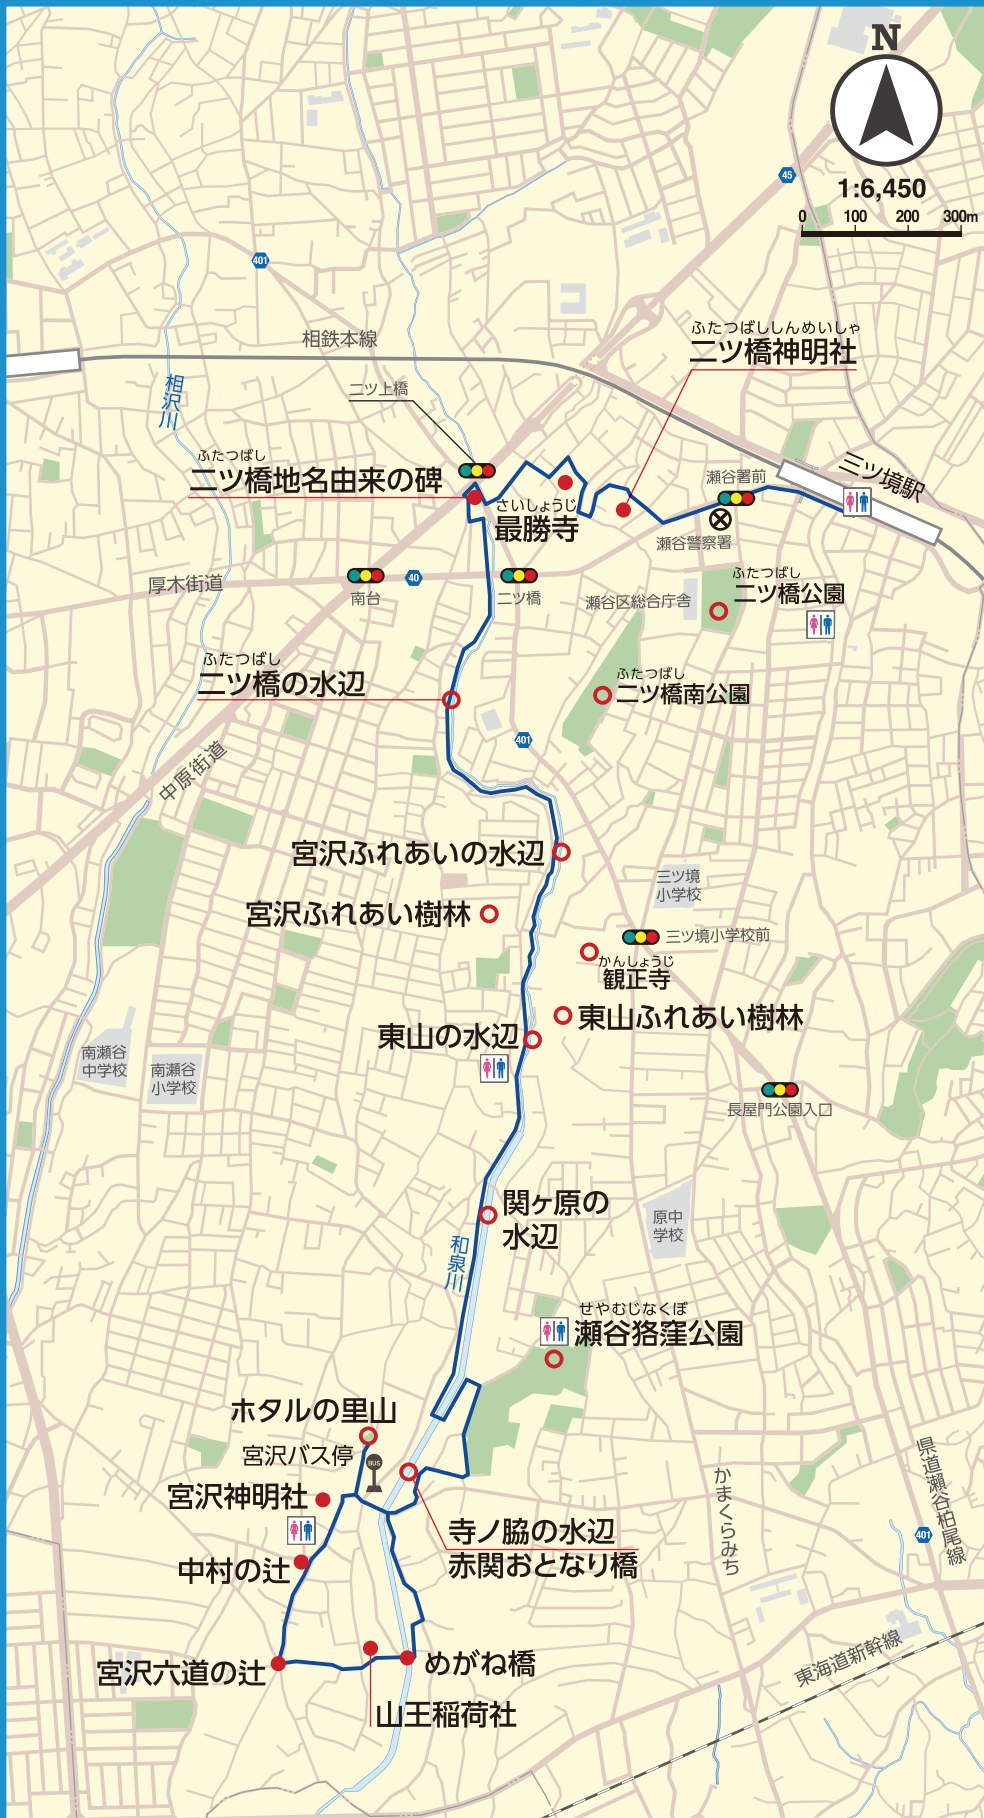 N
1:6,450
0 100 200 300m
45
401
相鉄本線
ふたつばししんめいしゃ
二ツ橋神明社
相沢川
二ツ上橋
三ツ境駅
ふたつばし
二ツ橋地名由来の碑
瀬谷署前
さいしょうじ
最勝寺
瀬谷警察署
厚木街道
40
南台
二ツ橋
瀬谷区総合庁舎
ふたつばし
二ツ橋公園
ふたつばし
二ツ橋の水辺
ふたつばし
二ツ橋南公園
401
中原街道
宮沢ふれあいの水辺
三ツ境
小学校
宮沢ふれあい樹林
三ツ境小学校前
かんしょうじ
観正寺
東山ふれあい樹林
東山の水辺
南瀬谷
中学校
南瀬谷
小学校
長屋門公園入口
関ヶ原の
水辺
原中
学校
和泉川
せやむじなくぼ
瀬谷狢窪公園
ホタルの里山
宮沢バス停
BUS
宮沢神明社
かまくらみち
県道瀬谷柏尾線
401
寺ノ脇の水辺
赤関おとなり橋
中村の辻
宮沢六道の辻
めがね橋
東海道新幹線
山王稲荷社